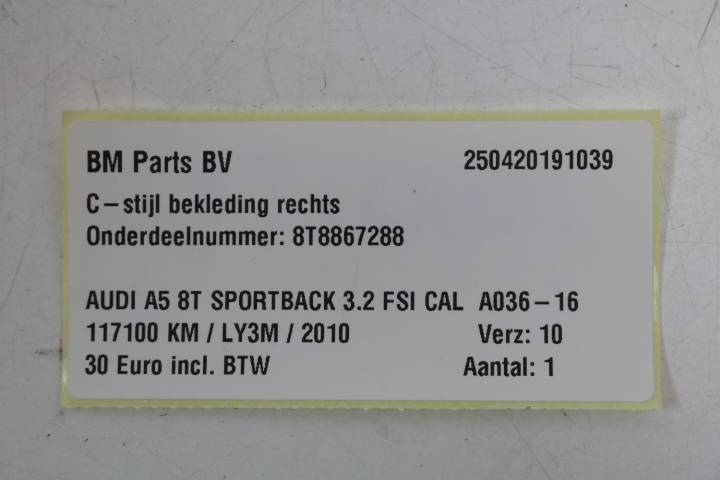 BM Parts BV 250420191039
C-stijl bekleding rechts
Onderdeelnummer: 8T8867288
AUDI A5 8T SPORTBACK 3.2 FSI CAL A036-16
117100 KM / LY3M / 2010 Verz: 10
30 Euro incl. BTW Aantal: 1